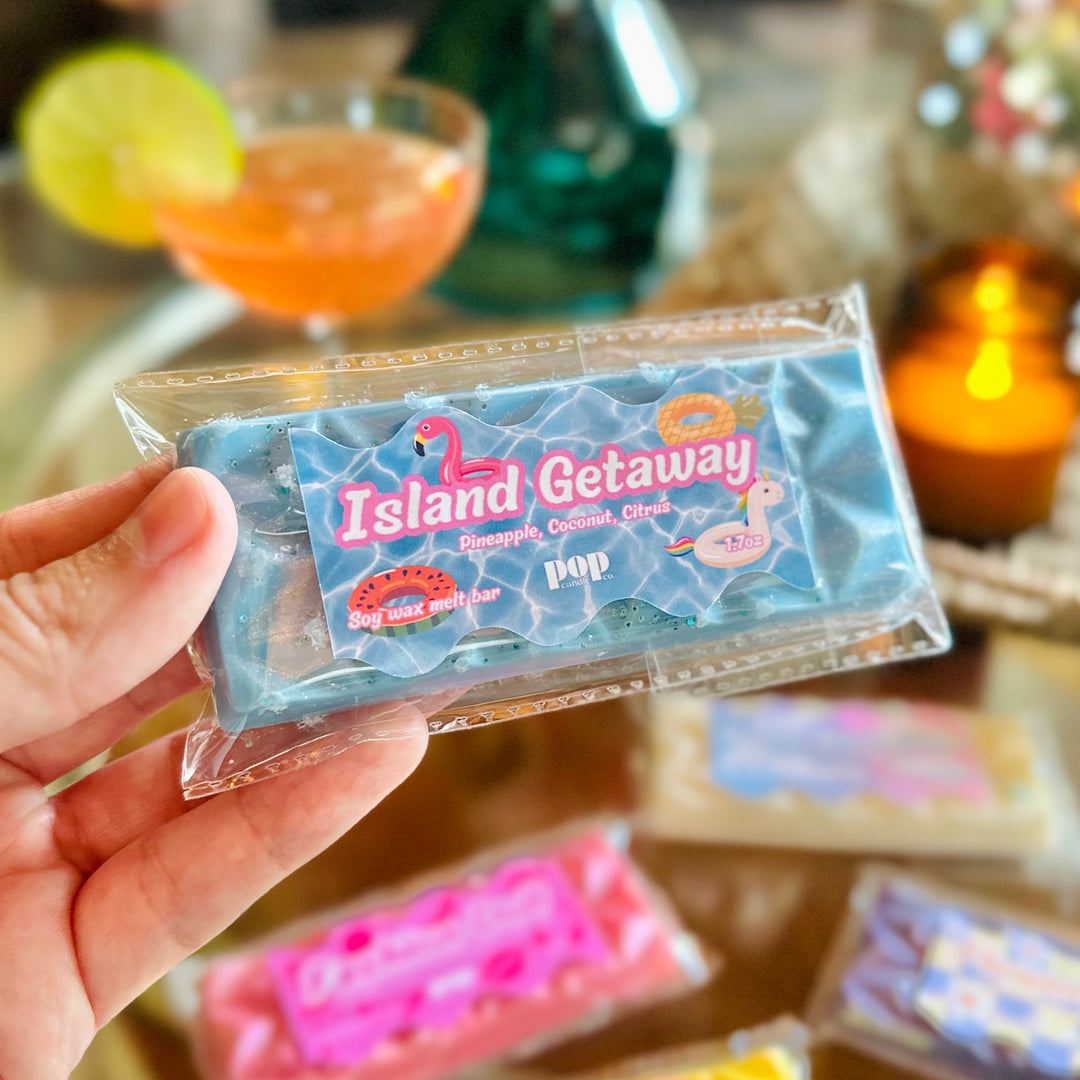 Island Getaway
Pineapple, Coconut, Citrus
1.7oz
POP
candle co.
Soy wax melt bar